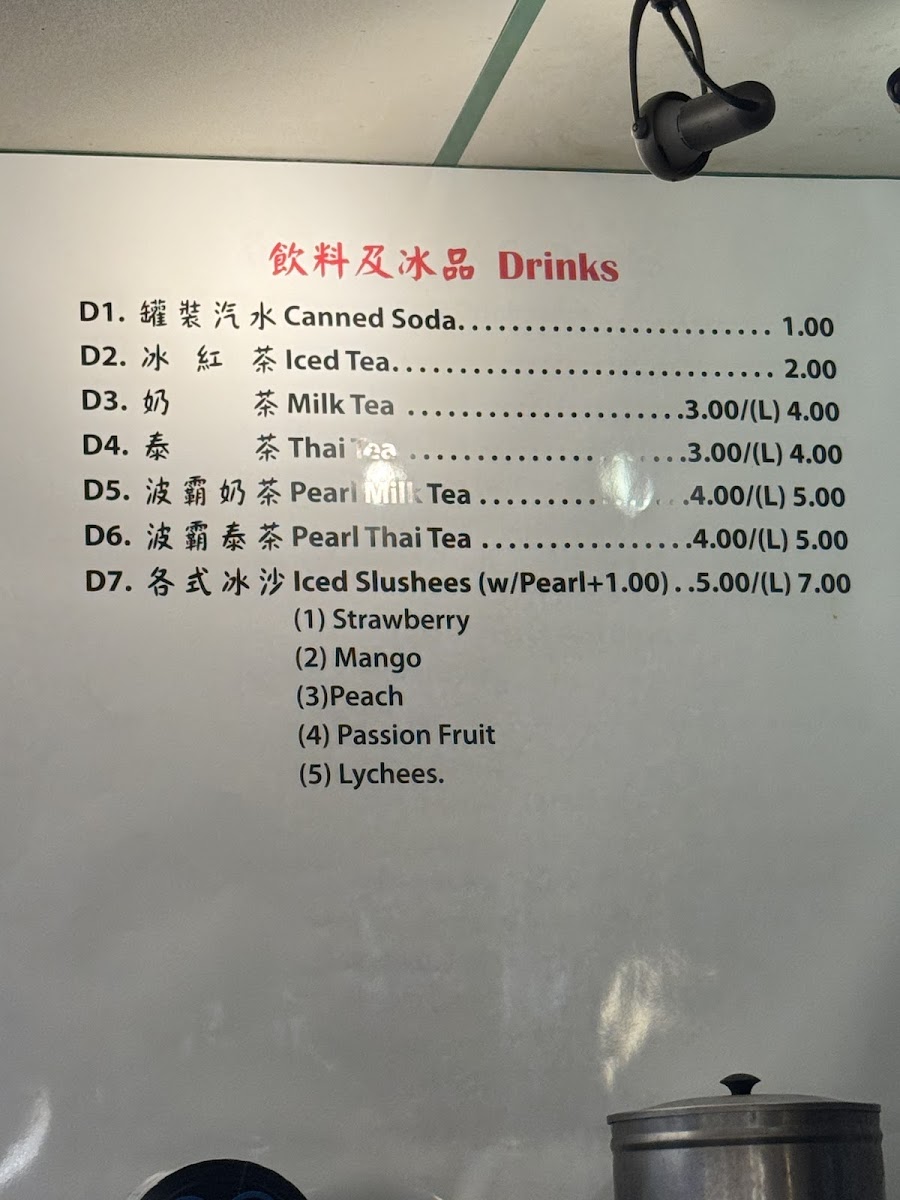 飲料及冰品 Drinks
D1. 罐裝汽水 Canned Soda........................ 1.00
D2. 冰紅茶 Iced Tea............................. 2.00
D3. 奶茶 Milk Tea .....................3.00/(L) 4.00
D4. 泰茶 Thai Tea .....................3.00/(L) 4.00
D5. 波霸奶茶 Pearl Milk Tea ................4.00/(L) 5.00
D6. 波霸泰茶 Pearl Thai Tea ................4.00/(L) 5.00
D7. 各式冰沙 Iced Slushees (w/Pearl+1.00) . .5.00/(L) 7.00
(1) Strawberry
(2) Mango
(3)Peach
(4) Passion Fruit
(5) Lychees.